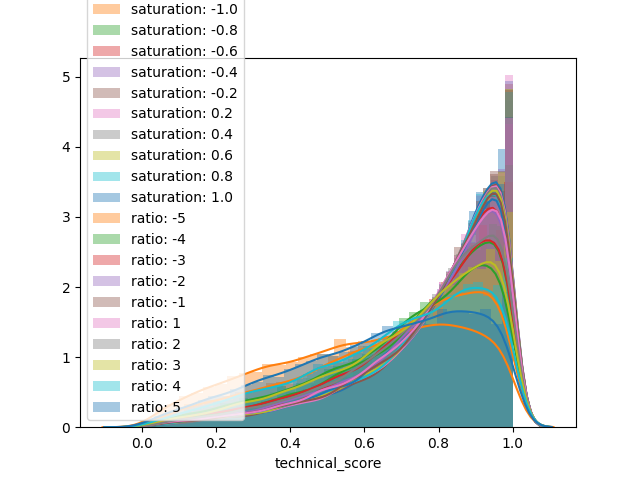 saturation: -1.0
saturation: -0.8
saturation: -0.6
saturation: -0.4
saturation: -0.2
saturation: 0.2
saturation: 0.4
saturation: 0.6
saturation: 0.8
saturation: 1.0
ratio: -5
ratio: -4
ratio: -3
ratio: -2
ratio: -1
ratio: 1
ratio: 2
ratio: 3
ratio: 4
ratio: 5
5
4
3
2
1
0
0.0 0.2 0.4 0.6 0.8 1.0
technical_score